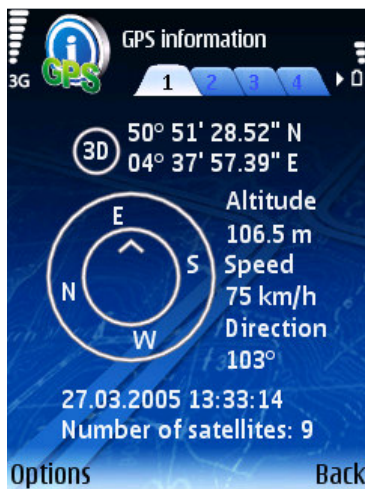 GPS information
3G
GPS
1 2 3 4
3D
50° 51' 28.52" N
04° 37' 57.39" E
E
N
S
W
Altitude
106.5 m
Speed
75 km/h
Direction
103°
27.03.2005 13:33:14
Number of satellites: 9
Options
Back